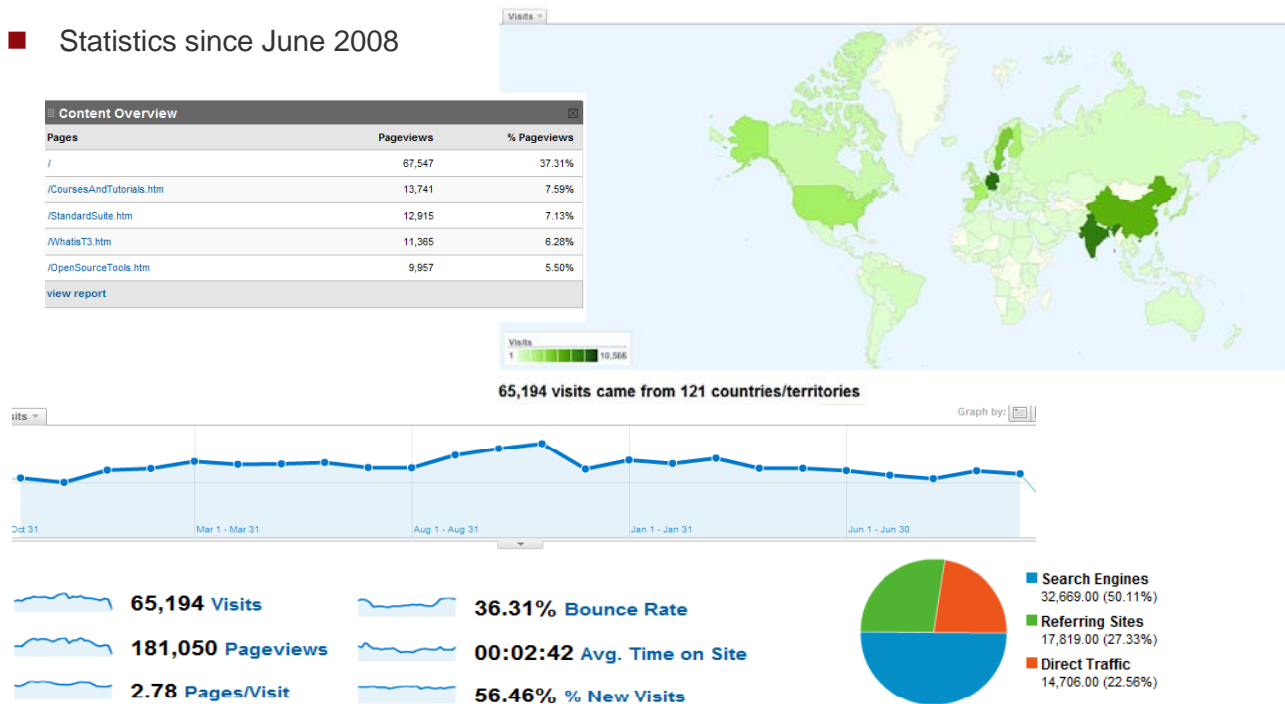 Statistics since June 2008
Visits
Content Overview
Pages Pageviews % Pageviews
/ 67,547 37.31%
/CoursesAndTutorials.htm 13,741 7.59%
/StandardSuite.htm 12,915 7.13%
/WhatisT3.htm 11,365 6.28%
/OpenSourceTools.htm 9,957 5.50%
view report
Visits
1 10,566
65,194 visits came from 121 countries/territories
sits
Graph by:
Oct 31 Mar 1 - Mar 31 Aug 1 - Aug 31 Jan 1 - Jan 31 Jun 1 - Jun 30
65,194 Visits
181,050 Pageviews
2.78 Pages/Visit
36.31% Bounce Rate
00:02:42 Avg. Time on Site
56.46% % New Visits
Search Engines
32,669.00 (50.11%)
Referring Sites
17,819.00 (27.33%)
Direct Traffic
14,706.00 (22.56%)